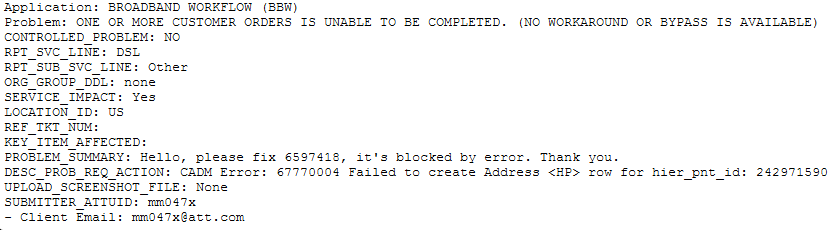 Application: BROADBAND WORKFLOW (BBW)
Problem: ONE OR MORE CUSTOMER ORDERS IS UNABLE TO BE COMPLETED. (NO WORKAROUND OR BYPASS IS AVAILABLE)
CONTROLLED_PROBLEM: NO
RPT_SVC_LINE: DSL
RPT_SUB_SVC_LINE: Other
ORG_GROUP_DDL: none
SERVICE_IMPACT: Yes
LOCATION_ID: US
REF_TKT_NUM:
KEY_ITEM_AFFECTED:
PROBLEM_SUMMARY: Hello, please fix 6597418, it's blocked by error. Thank you.
DESC_PROB_REQ_ACTION: CADM Error: 67770004 Failed to create Address <HP> row for hier_pnt_id: 242971590
UPLOAD_SCREENSHOT_FILE: None
SUBMITTER_ATTUID: mm047x
- Client Email: mm047x@att.com